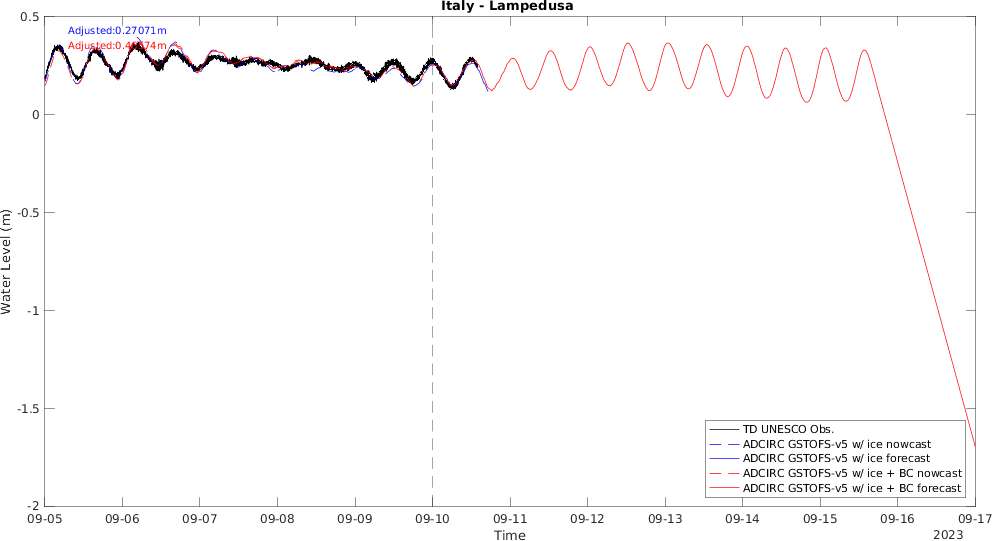 Italy - Lampedusa
Adjusted:0.27071m
0.5
0
-0.5
-1
-1.5
-2
Water Level (m)
TD UNESCO Obs.
ADCIRC GSTOFS-v5 w/ ice nowcast
ADCIRC GSTOFS-v5 w/ ice forecast
ADCIRC GSTOFS-v5 w/ ice + BC nowcast
ADCIRC GSTOFS-v5 w/ ice + BC forecast
09-05 09-06 09-07 09-08 09-09 09-10 09-11 09-12 09-13 09-14 09-15 09-16 09-17
Time
2023